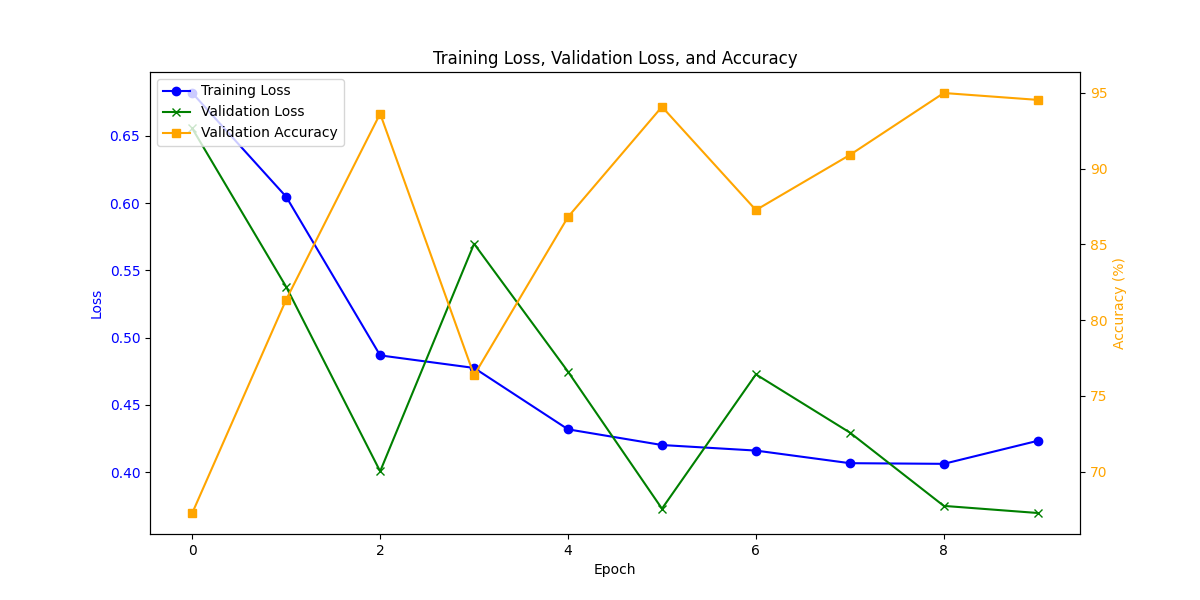 Training Loss, Validation Loss, and Accuracy
Training Loss
Validation Loss
Validation Accuracy
0.65
0.60
0.55
0.50
0.45
0.40
Loss
95
90
85
80
75
70
Accuracy (%)
0 2 4 6 8
Epoch